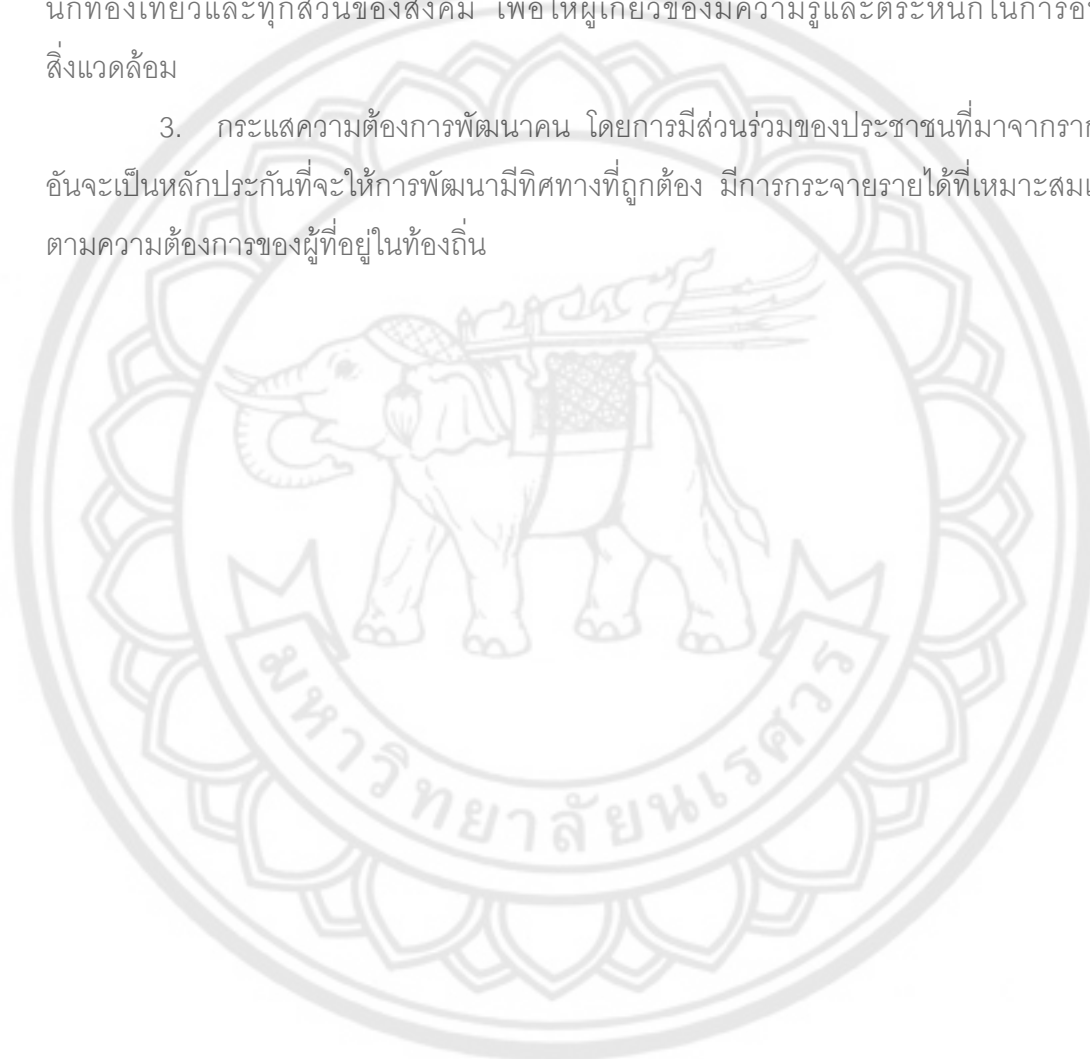 นักท่องเที่ยวและทุกส่วนของสังคม เพื่อให้ผู้เกี่ยวข้องมีความรู้และตระหนักในการ
สิ่งแวดล้อม
3. กระแสความต้องการพัฒนาคน โดยการมีส่วนร่วมของประชาชนที่มาจาก
อันจะเป็นหลักประกันที่จะให้การพัฒนามีทิศทางที่ถูกต้อง มีการกระจายรายได้ที่เหมาะสม
ตามความต้องการของผู้ที่อยู่ในท้องถิ่น
มหาวิทยาลัยนเรศวร